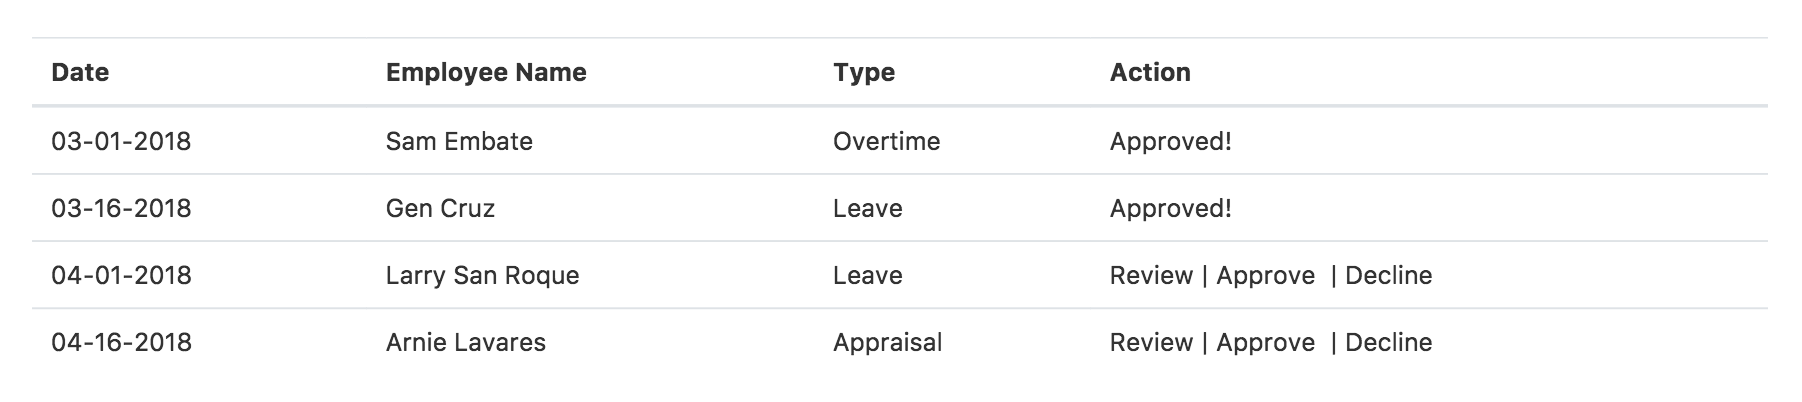 Date Employee Name Type Action
03-01-2018 Sam Embate Overtime Approved!
03-16-2018 Gen Cruz Leave Approved!
04-01-2018 Larry San Roque Leave Review | Approve | Decline
04-16-2018 Arnie Lavares Appraisal Review | Approve | Decline